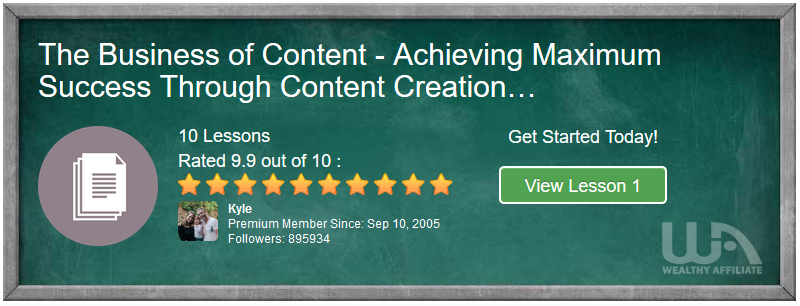 The Business of Content - Achieving Maximum
Success Through Content Creation…
10 Lessons
Rated 9.9 out of 10 :
Kyle
Premium Member Since: Sep 10, 2005
Followers: 895934
Get Started Today!
View Lesson 1
WA
WEALTHY AFFILIATE